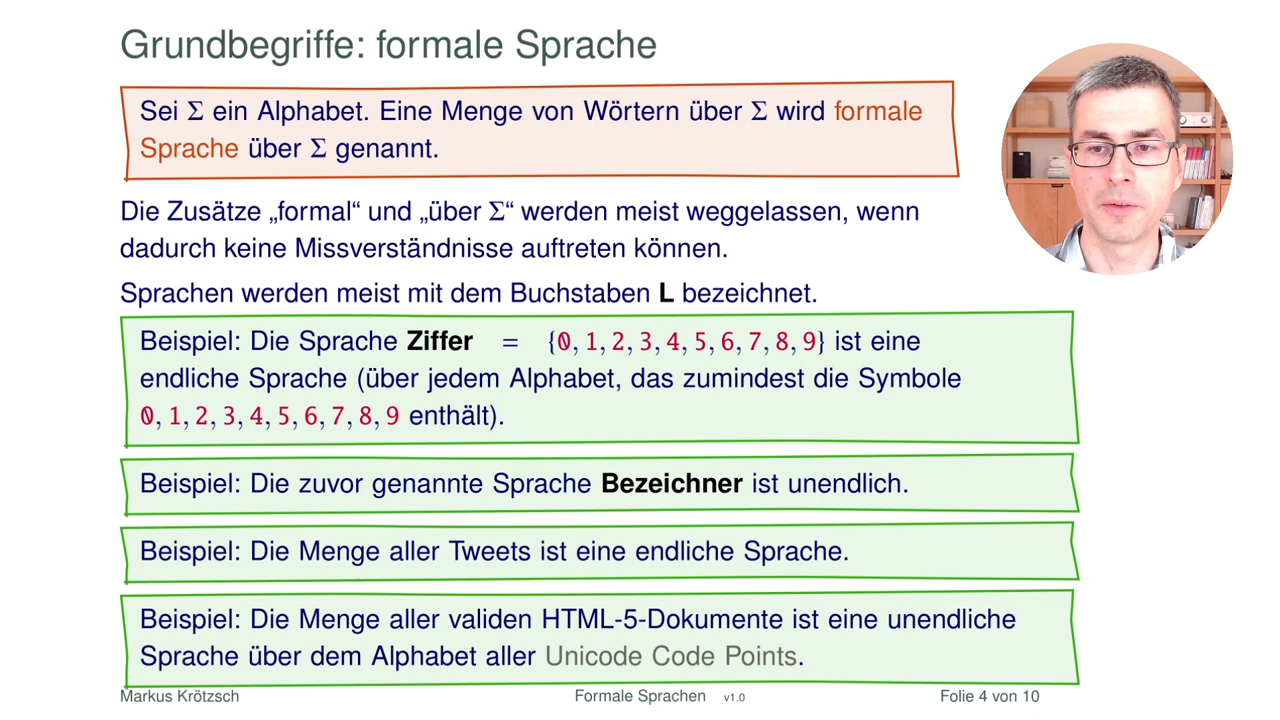 Grundbegriffe: formale Sprache
Sei Σ ein Alphabet. Eine Menge von Wörtern über Σ wird formale
Sprache über Σ genannt.
Die Zusätze „formal“ und „über Σ“ werden meist weggelassen, wenn
dadurch keine Missverständnisse auftreten können.
Sprachen werden meist mit dem Buchstaben L bezeichnet.
Beispiel: Die Sprache Ziffer = {0, 1, 2, 3, 4, 5, 6, 7, 8, 9} ist eine
endliche Sprache (über jedem Alphabet, das zumindest die Symbole
0, 1, 2, 3, 4, 5, 6, 7, 8, 9 enthält).
Beispiel: Die zuvor genannte Sprache Bezeichner ist unendlich.
Beispiel: Die Menge aller Tweets ist eine endliche Sprache.
Beispiel: Die Menge aller validen HTML-5-Dokumente ist eine unendliche
Sprache über dem Alphabet aller Unicode Code Points.
Markus Krötzsch Formale Sprachen v1.0 Folie 4 von 10